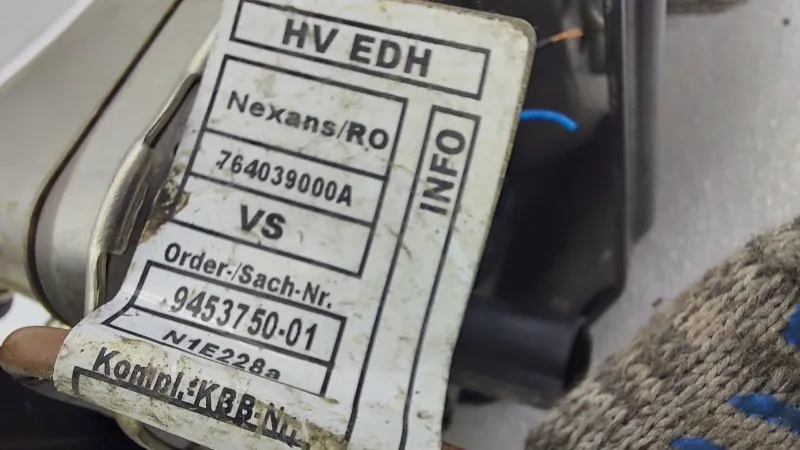 HV EDH
Nexans/RO
764039000A
VS
INFO
Order-/Sach-Nr.
9453750-01
N1E228a
Kompl.-KBB-Nr.